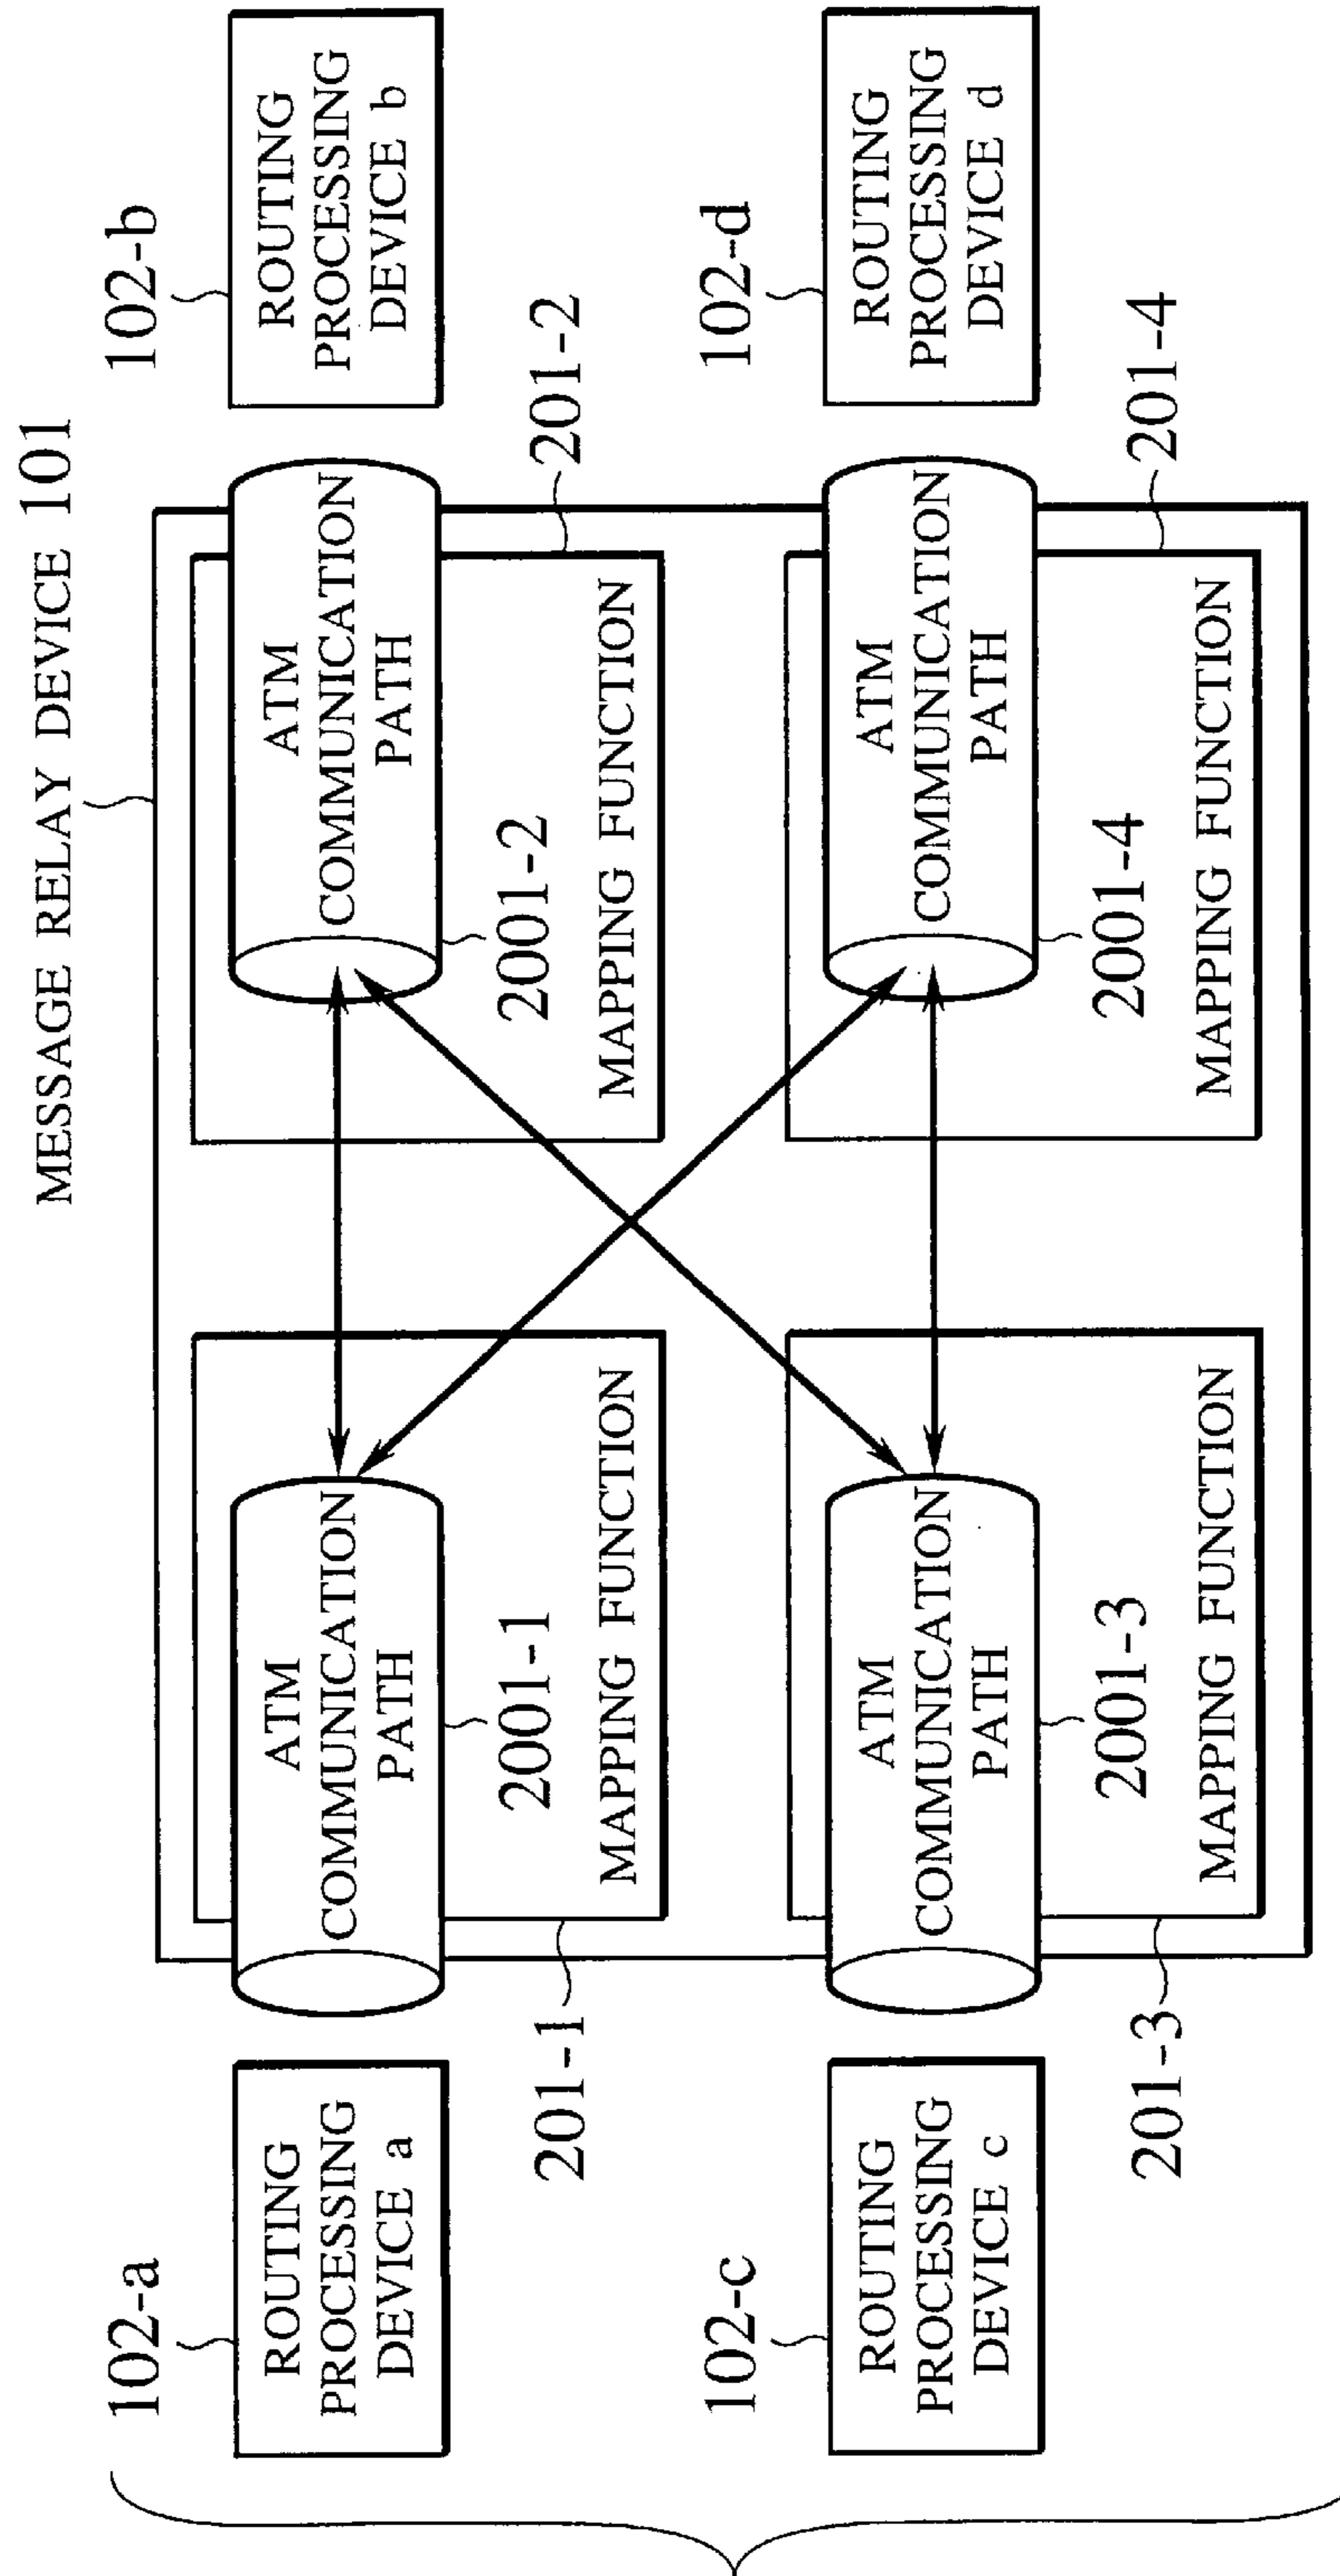 MESSAGE RELAY DEVICE 101
102-a
ROUTING
PROCESSING
DEVICE a
ATM
COMMUNICATION
PATH
2001-1
MAPPING FUNCTION
201-1
ATM
COMMUNICATION
PATH
2001-2
MAPPING FUNCTION
201-2
102-b
ROUTING
PROCESSING
DEVICE b
102-c
ROUTING
PROCESSING
DEVICE c
ATM
COMMUNICATION
PATH
2001-3
MAPPING FUNCTION
201-3
ATM
COMMUNICATION
PATH
2001-4
MAPPING FUNCTION
201-4
102-d
ROUTING
PROCESSING
DEVICE d